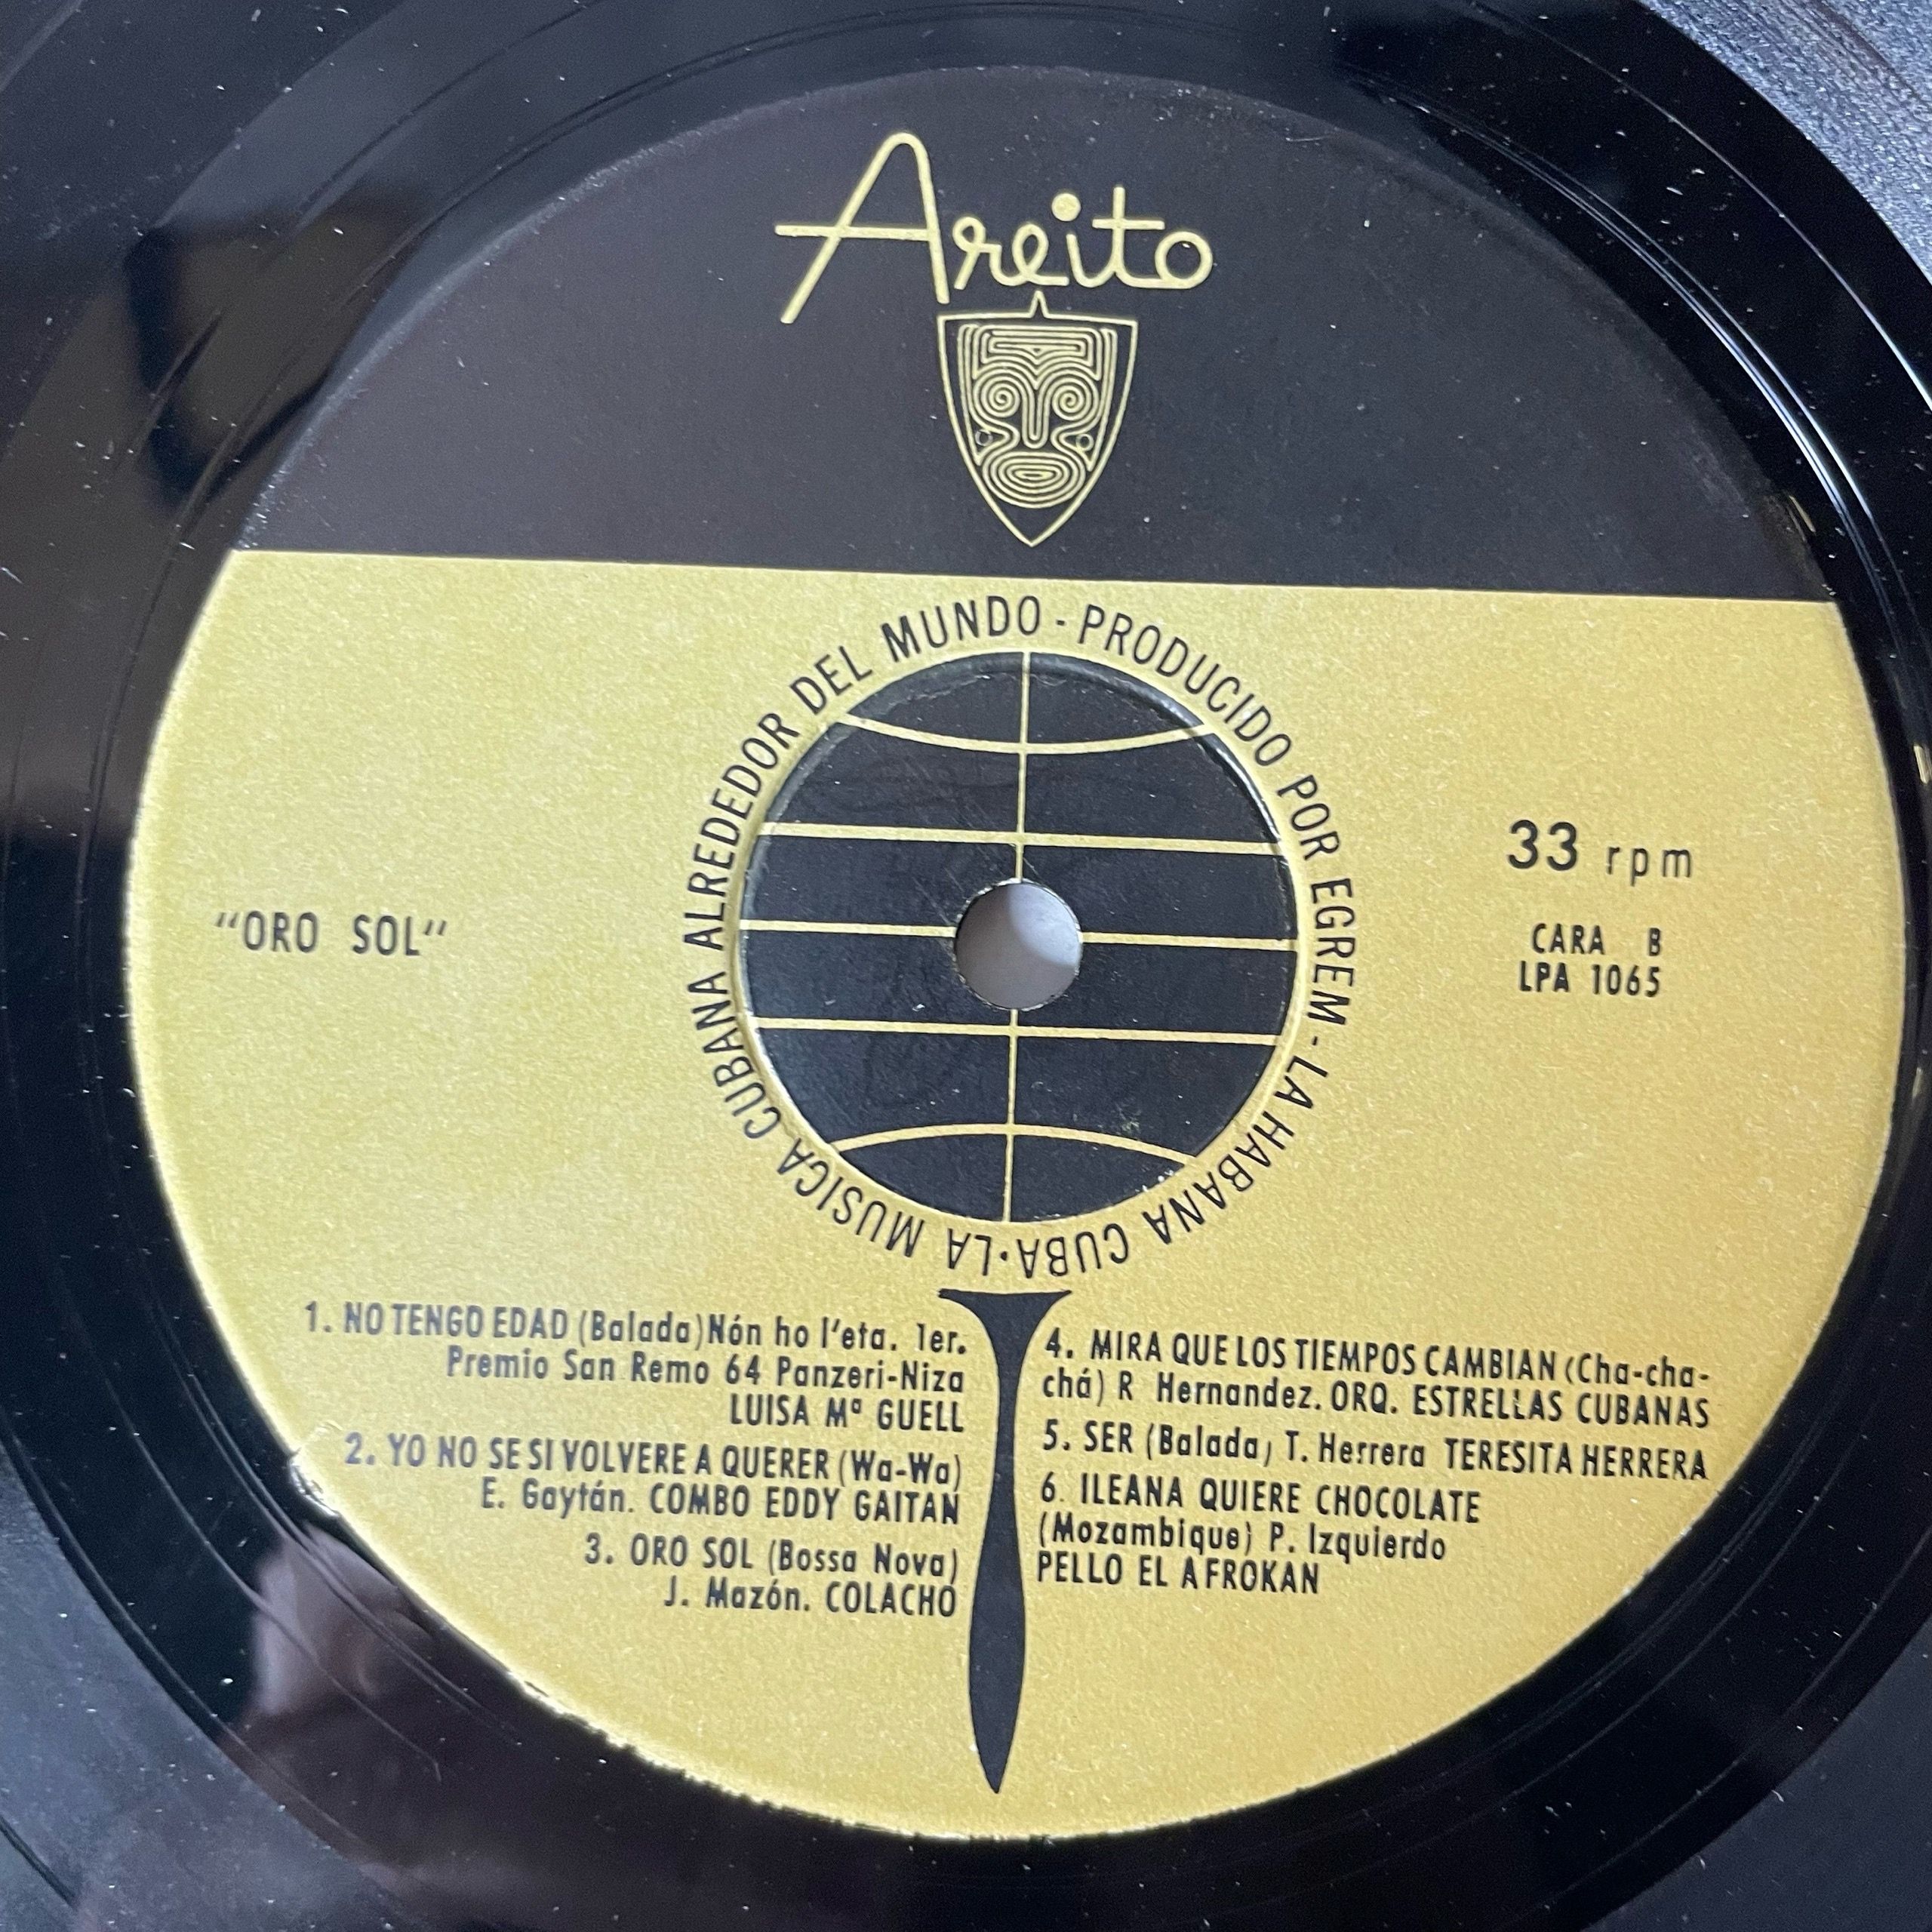 Areito
LA MUSICA CUBANA ALREDEDOR DEL MUNDO - PRODUCIDO POR EGREM - LA HABANA CUBA ·
"ORO SOL"
33 rpm
CARA B
LPA 1065
1. NO TENGO EDAD (Balada) Nón ho l'eta. 1er.
Premio San Remo 64 Panzeri-Niza
LUISA Mª GUELL
2. YO NO SE SI VOLVERE A QUERER (Wa-Wa)
E. Gaytán. COMBO EDDY GAITAN
3. ORO SOL (Bossa Nova)
J. Mazón. COLACHO
4. MIRA QUE LOS TIEMPOS CAMBIAN (Cha-cha-
chá) R Hernandez. ORQ. ESTRELLAS CUBANAS
5. SER (Balada) T. Herrera TERESITA HERRERA
6. ILEANA QUIERE CHOCOLATE
(Mozambique) P. Izquierdo
PELLO EL AFROKAN